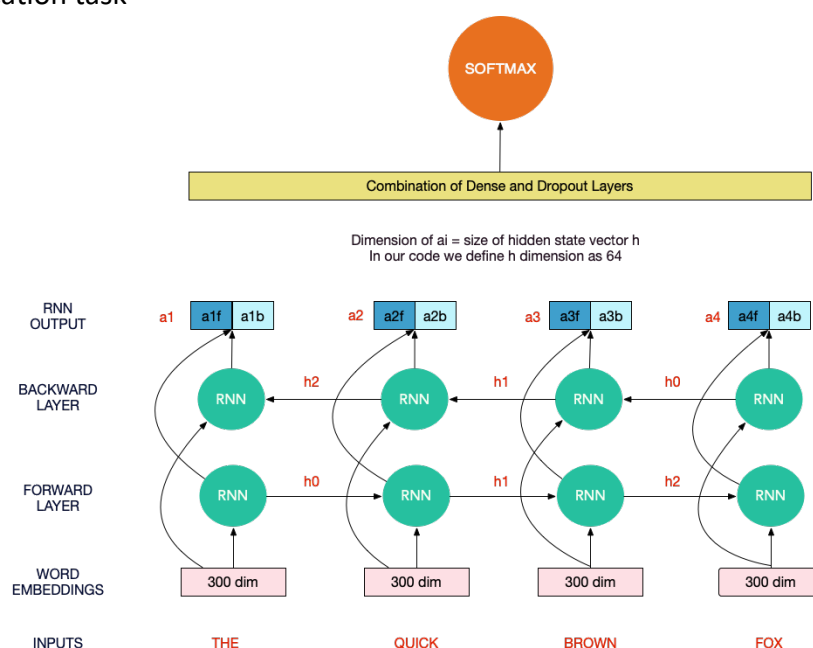 ation task
SOFTMAX
Combination of Dense and Dropout Layers
Dimension of ai = size of hidden state vector h
In our code we define h dimension as 64
RNN OUTPUT a1 a1f a1b a2 a2f a2b a3 a3f a3b a4 a4f a4b
BACKWARD LAYER RNN h2 RNN h1 RNN h0 RNN
FORWARD LAYER RNN h0 RNN h1 RNN h2 RNN
WORD EMBEDDINGS 300 dim 300 dim 300 dim 300 dim
INPUTS THE QUICK BROWN FOX